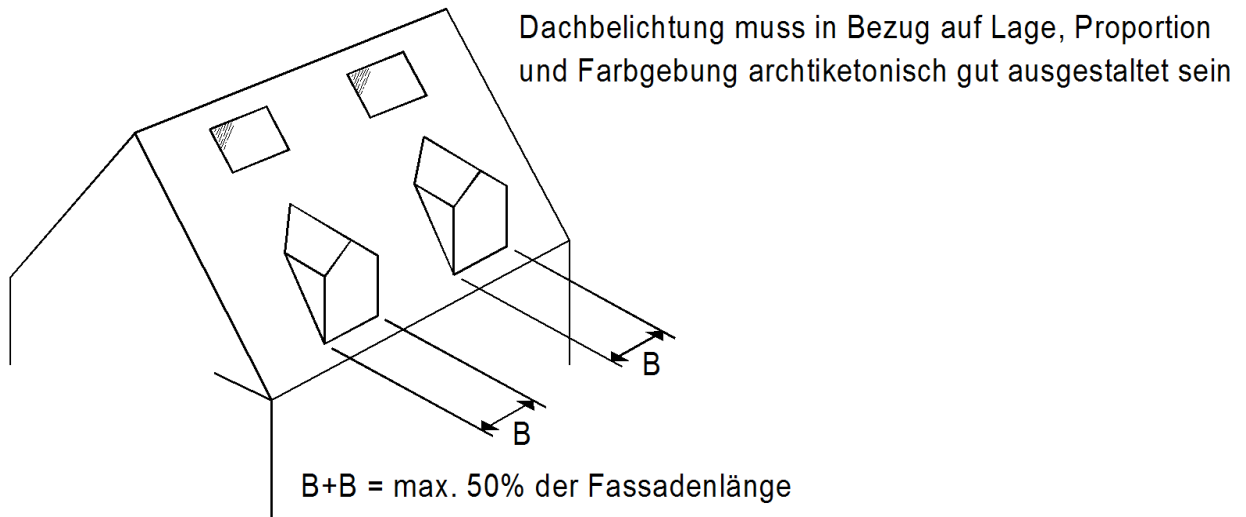 Dachbelichtung muss in Bezug auf Lage, Proportion
und Farbgebung archtiketonisch gut ausgestaltet sein
B
B
B+B = max. 50% der Fassadenlänge